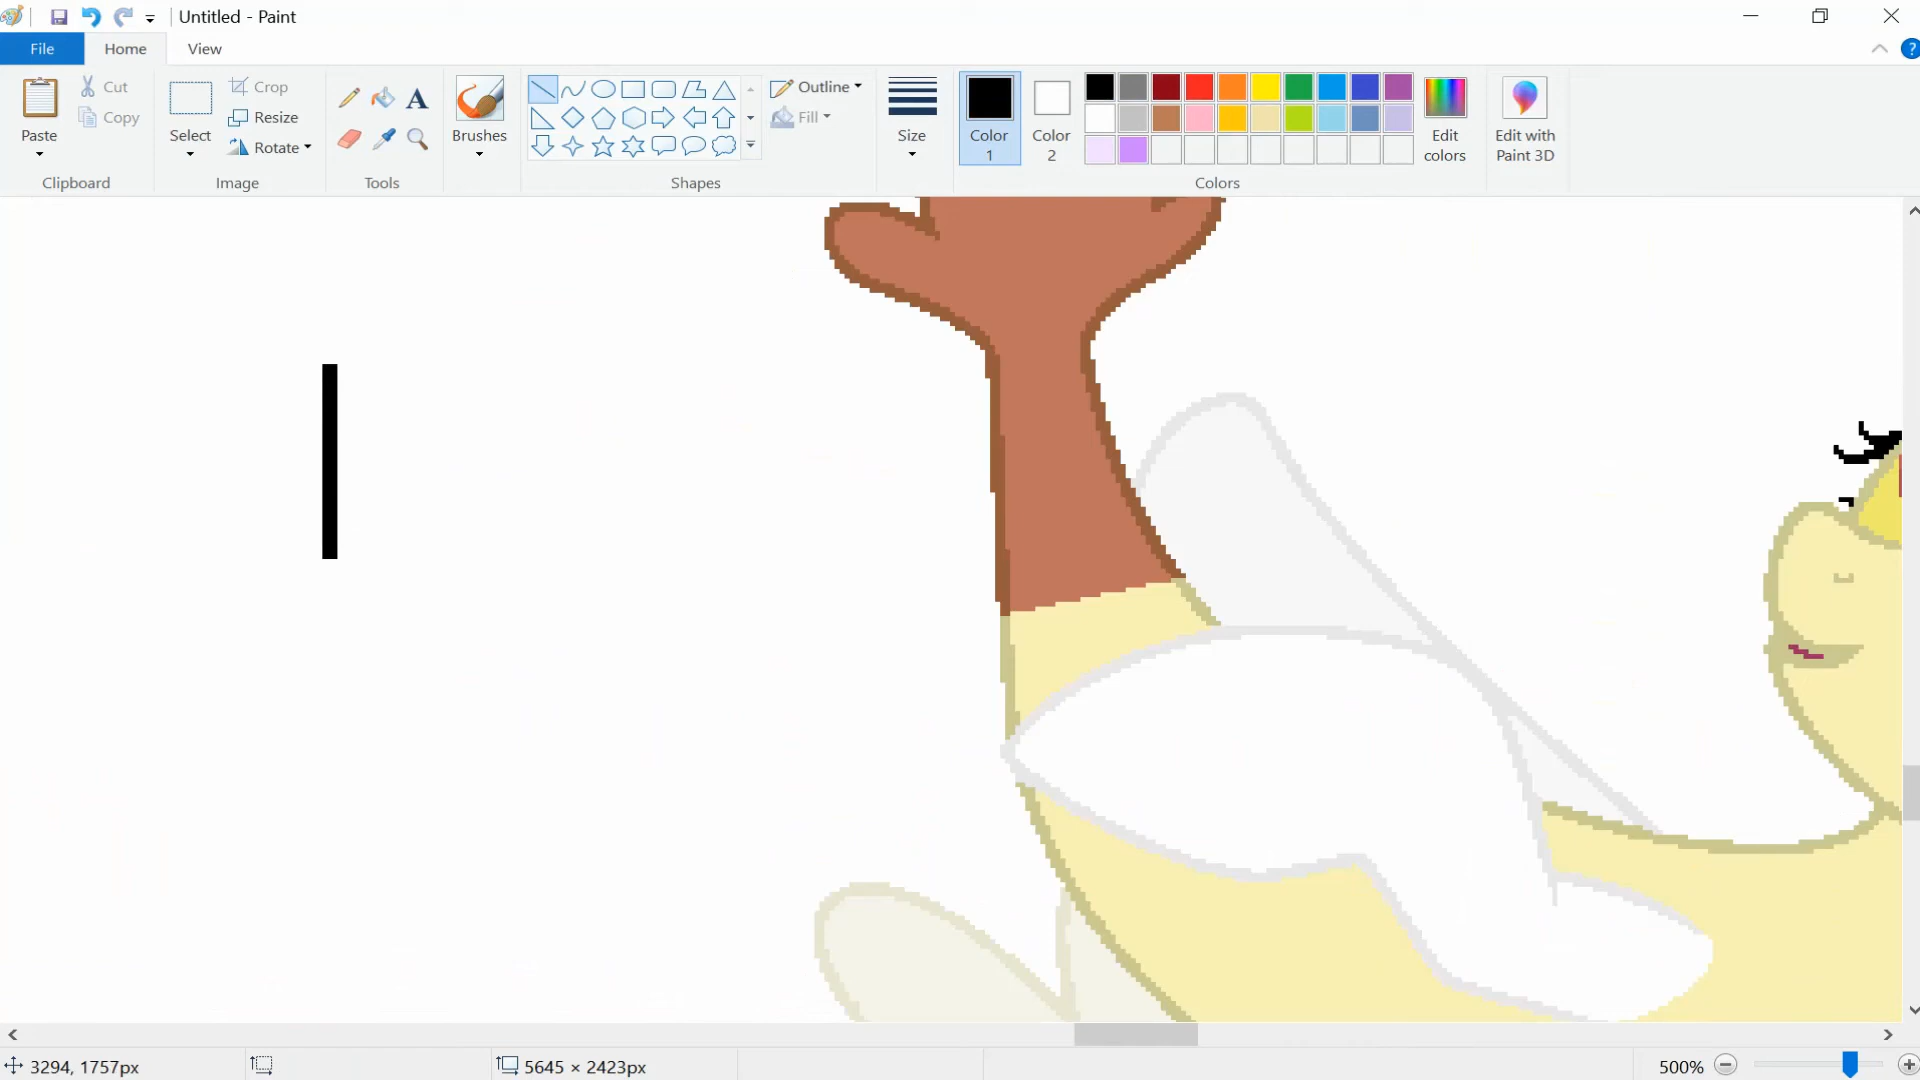 Untitled - Paint
File Home View
Paste
Cut
Copy
Clipboard
Select
Crop
Resize
Rotate
Image
A
Tools
Brushes
Outline
Fill
Shapes
Size
Color 1
Color 2
Edit colors
Colors
Edit with Paint 3D
?
3294, 1757px
5645 × 2423px
500%